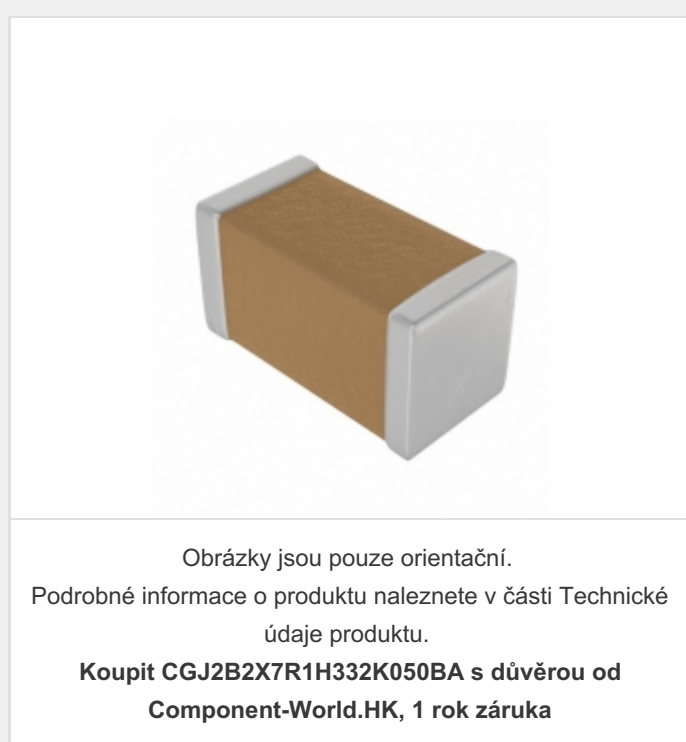 Obrázky jsou pouze orientační.
Podrobné informace o produktu naleznete v části Technické
údaje produktu.
Koupit CGJ2B2X7R1H332K050BA s důvěrou od
Component-World.HK, 1 rok záruka